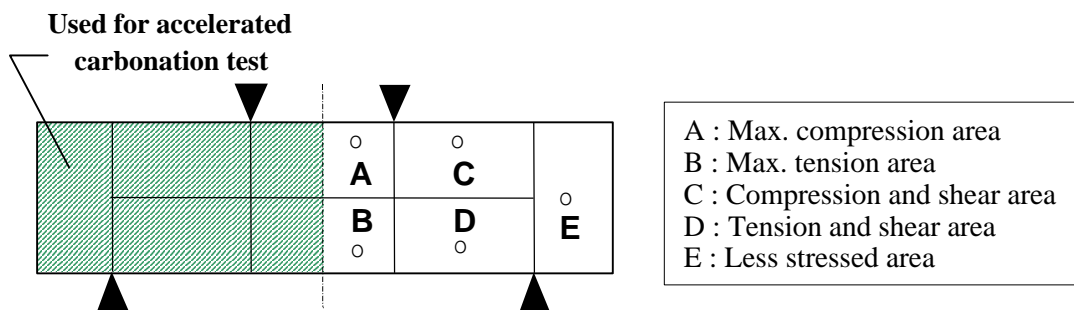 Used for accelerated
carbonation test
A
C
B
D
E
A : Max. compression area
B : Max. tension area
C : Compression and shear area
D : Tension and shear area
E : Less stressed area